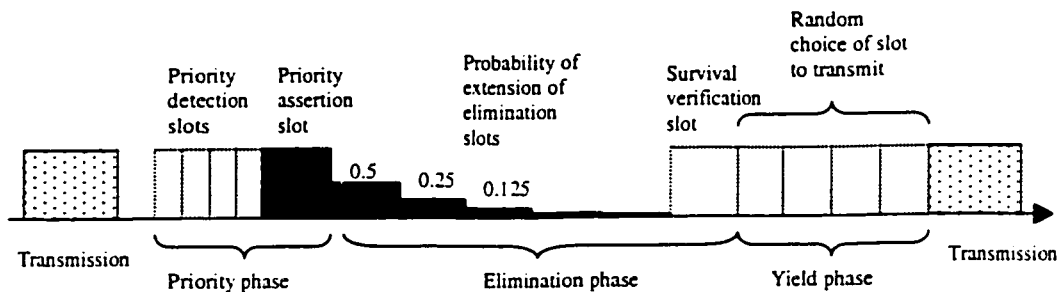 Random
choice of slot
to transmit
Priority
detection
slots
Priority
assertion
slot
Probability of
extension of
elimination
slots
Survival
verification
slot
0.5
0.25
0.125
Transmission
Priority phase
Elimination phase
Yield phase
Transmission